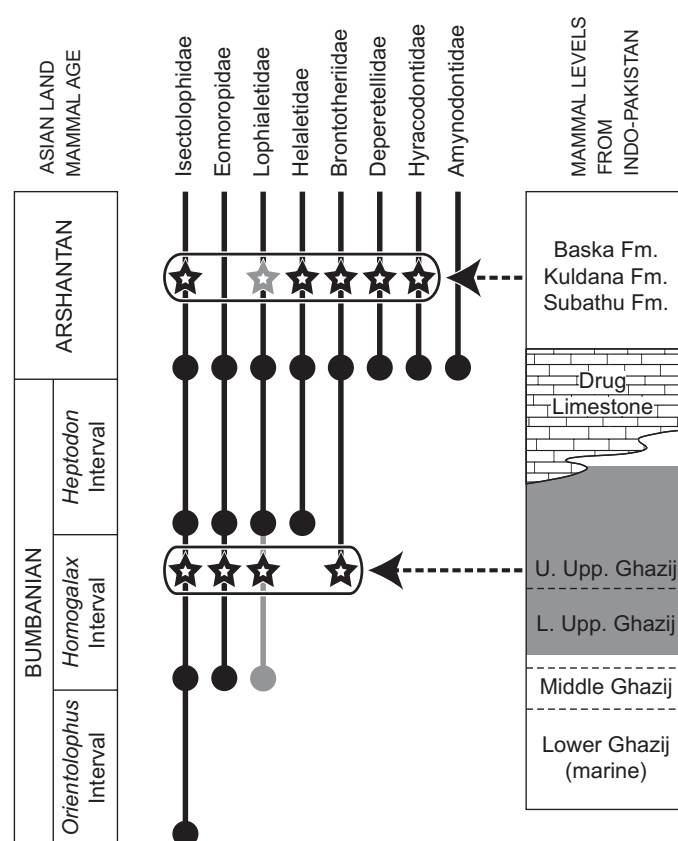 ASIAN LAND
MAMMAL AGE
Isectolophidae
Eomoropidae
Lophialetidae
Helaletidae
Brontotheriidae
Deperetellidae
Hyracodontidae
Amynodontidae
MAMMAL LEVELS
FROM
INDO-PAKISTAN
ARSHANTAN
BUMBANIAN
Heptodon
Interval
Homogalax
Interval
Orientolophus
Interval
Baska Fm.
Kuldana Fm.
Subathu Fm.
Drug
Limestone
U. Upp. Ghazij
L. Upp. Ghazij
Middle Ghazij
Lower Ghazij
(marine)